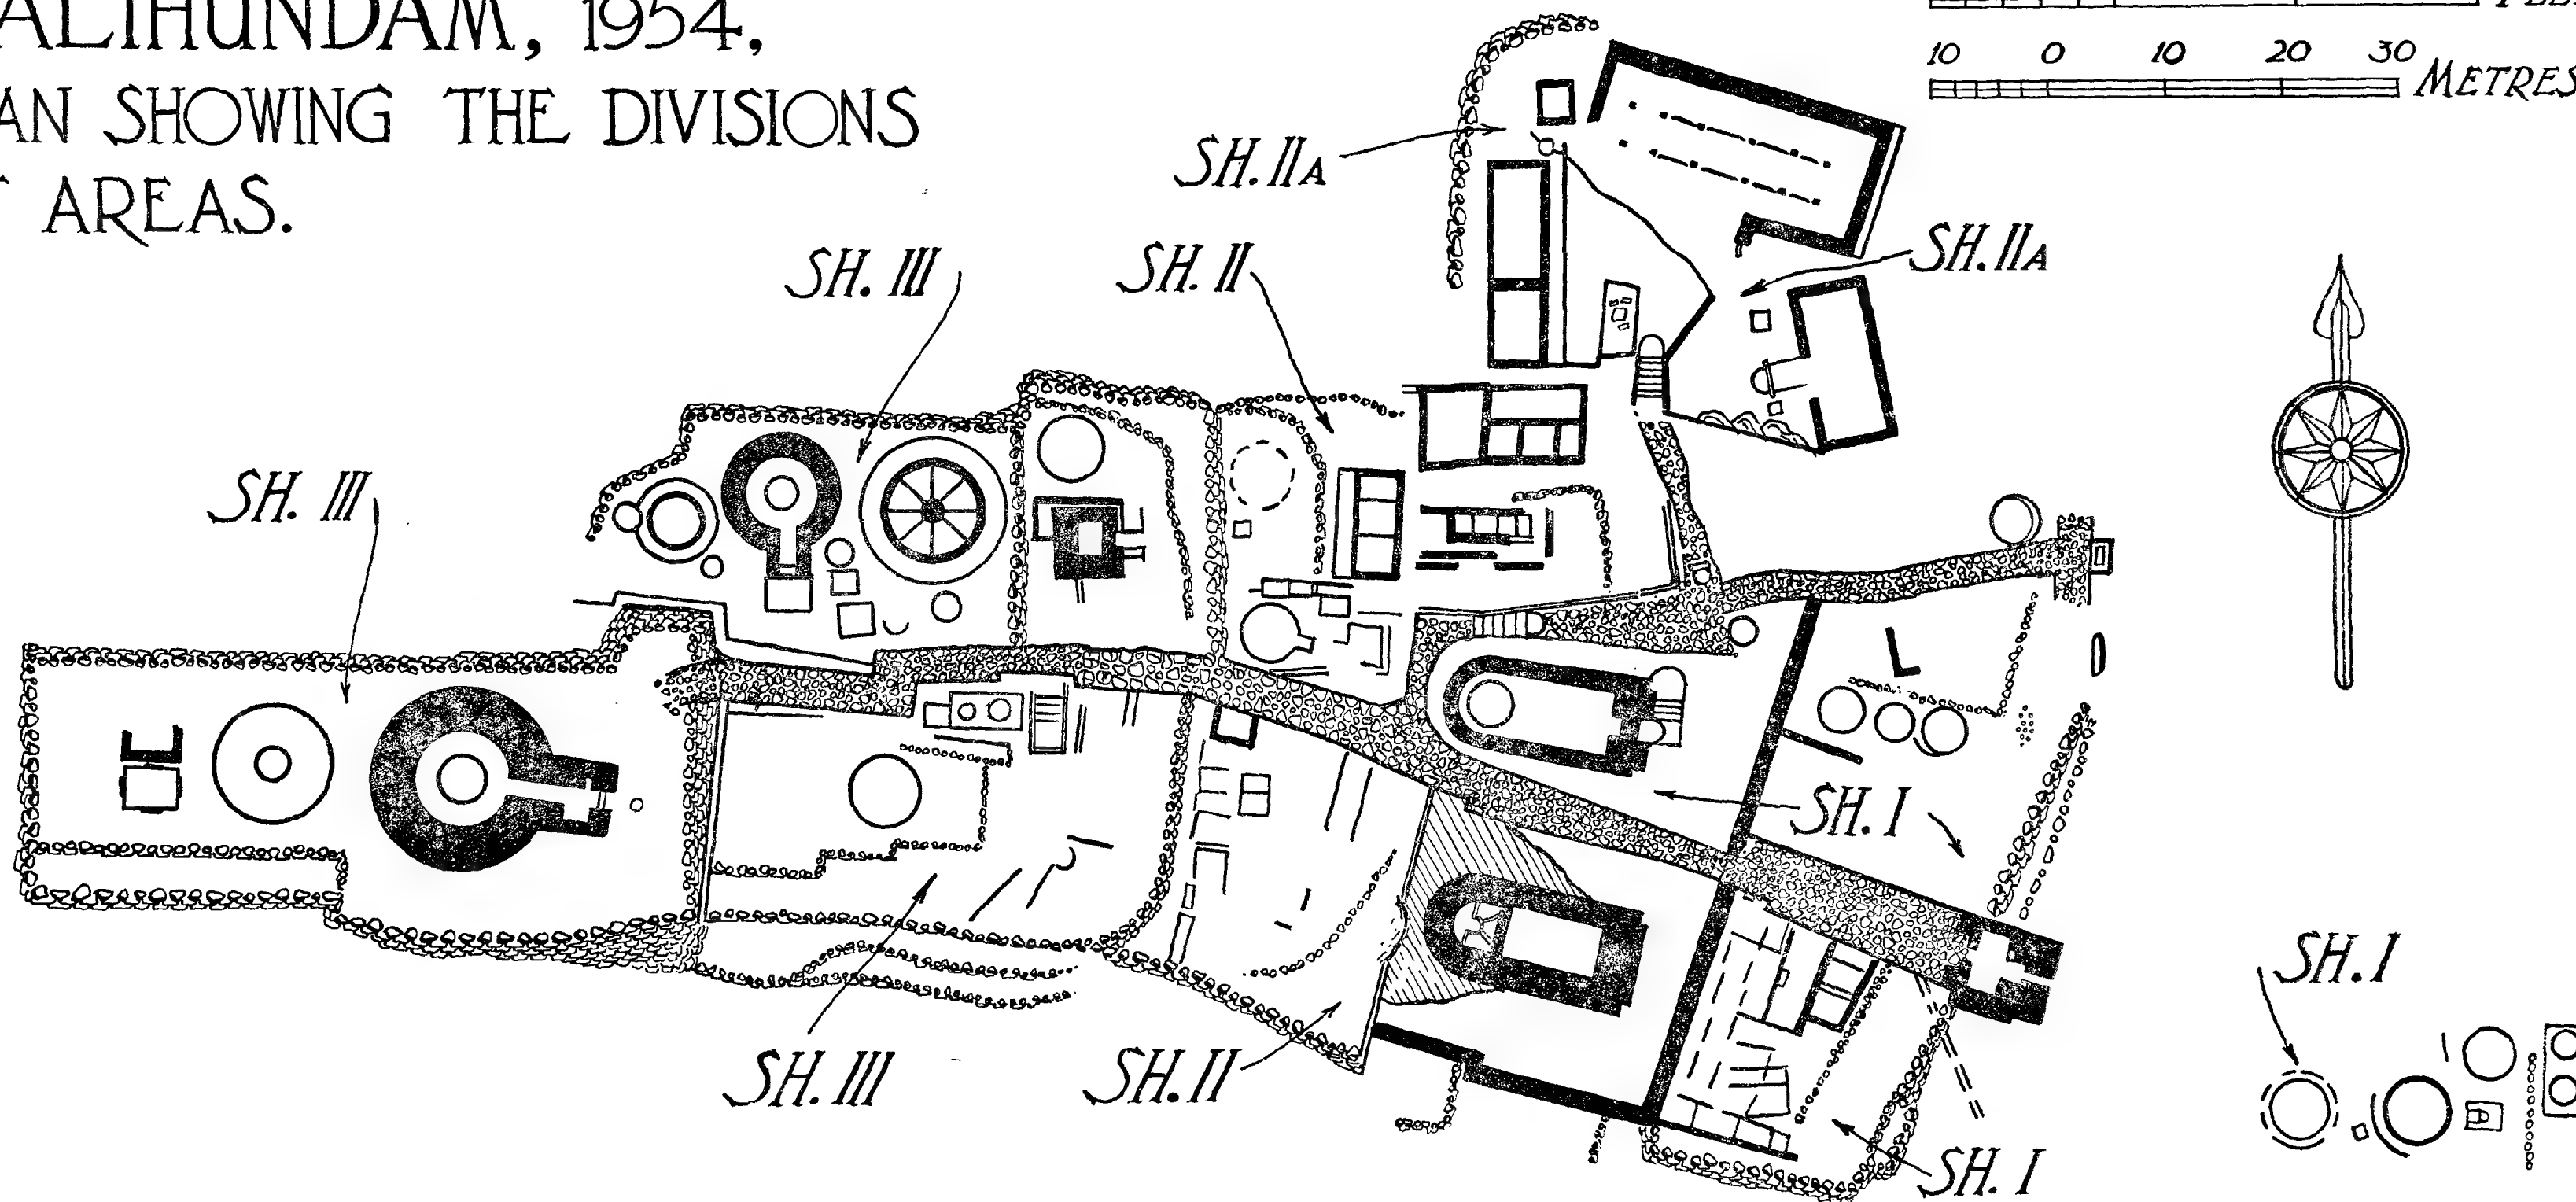 ALIHUNDAM, 1954,
AN SHOWING THE DIVISIONS
AREAS.
10 0 10 20 30 METRES
SH. IIA
SH. IIA
SH. III
SH. II
SH. III
SH. I
SH. I
SH. III
SH. II
SH. I